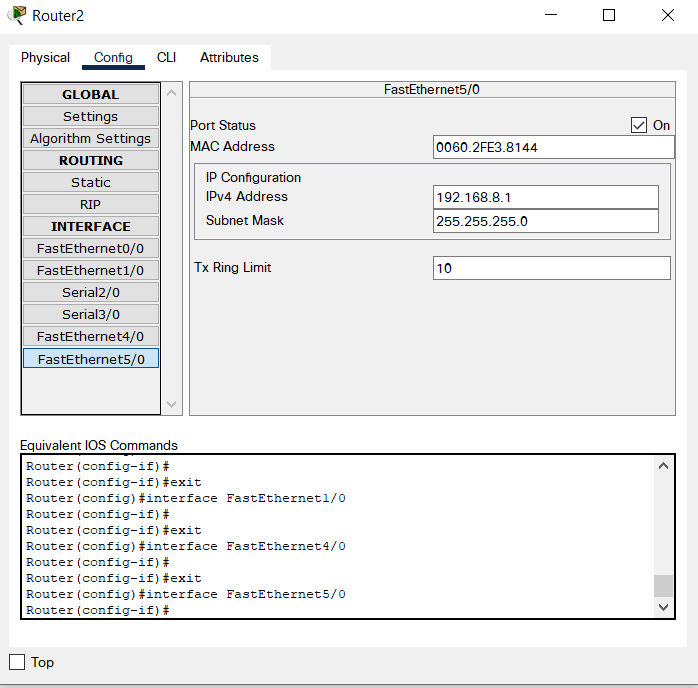 Router2
Physical Config CLI Attributes
GLOBAL
Settings
Algorithm Settings
ROUTING
Static
RIP
INTERFACE
FastEthernet0/0
FastEthernet1/0
Serial2/0
Serial3/0
FastEthernet4/0
FastEthernet5/0
FastEthernet5/0
Port Status On
MAC Address 0060.2FE3.8144
IP Configuration
IPv4 Address 192.168.8.1
Subnet Mask 255.255.255.0
Tx Ring Limit 10
Equivalent IOS Commands
Router(config-if)#
Router(config-if)#exit
Router(config)#interface FastEthernet1/0
Router(config-if)#
Router(config-if)#exit
Router(config)#interface FastEthernet4/0
Router(config-if)#
Router(config-if)#exit
Router(config)#interface FastEthernet5/0
Router(config-if)#
Top